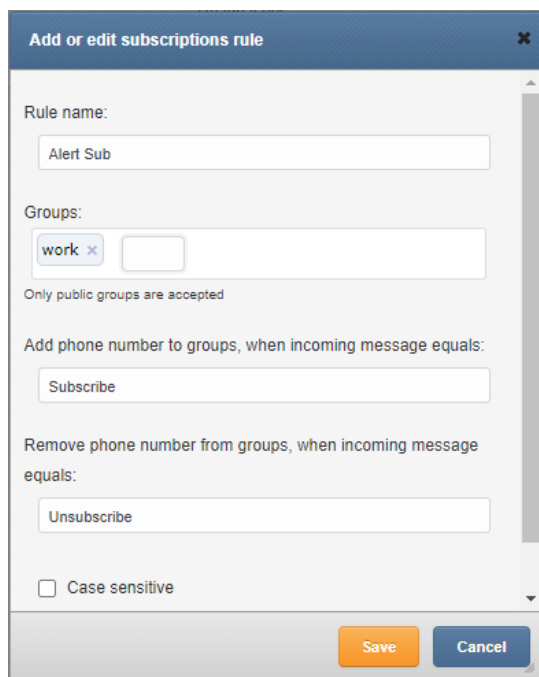 Add or edit subscriptions rule
Rule name:
Alert Sub
Groups:
work
Only public groups are accepted
Add phone number to groups, when incoming message equals:
Subscribe
Remove phone number from groups, when incoming message
equals:
Unsubscribe
Case sensitive
Save Cancel